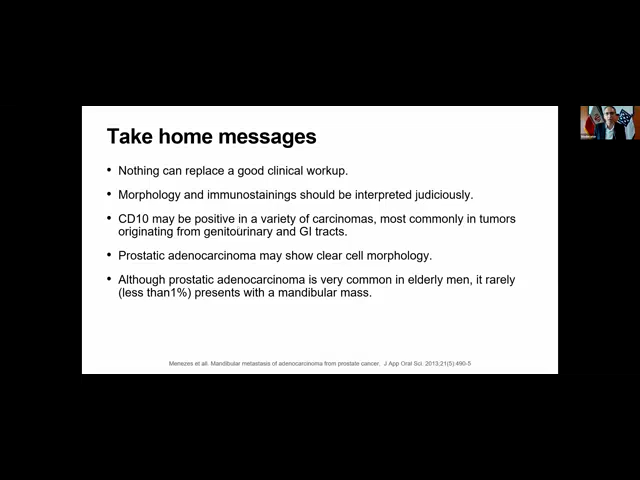 Take home messages
• Nothing can replace a good clinical workup.
• Morphology and immunostainings should be interpreted judiciously.
• CD10 may be positive in a variety of carcinomas, most commonly in tumors
originating from genitourinary and GI tracts.
• Prostatic adenocarcinoma may show clear cell morphology.
• Although prostatic adenocarcinoma is very common in elderly men, it rarely
(less than1%) presents with a mandibular mass.
Menezes et all. Mandibular metastasis of adenocarcinoma from prostate cancer. J App Oral Sci. 2013;21(5):490-5